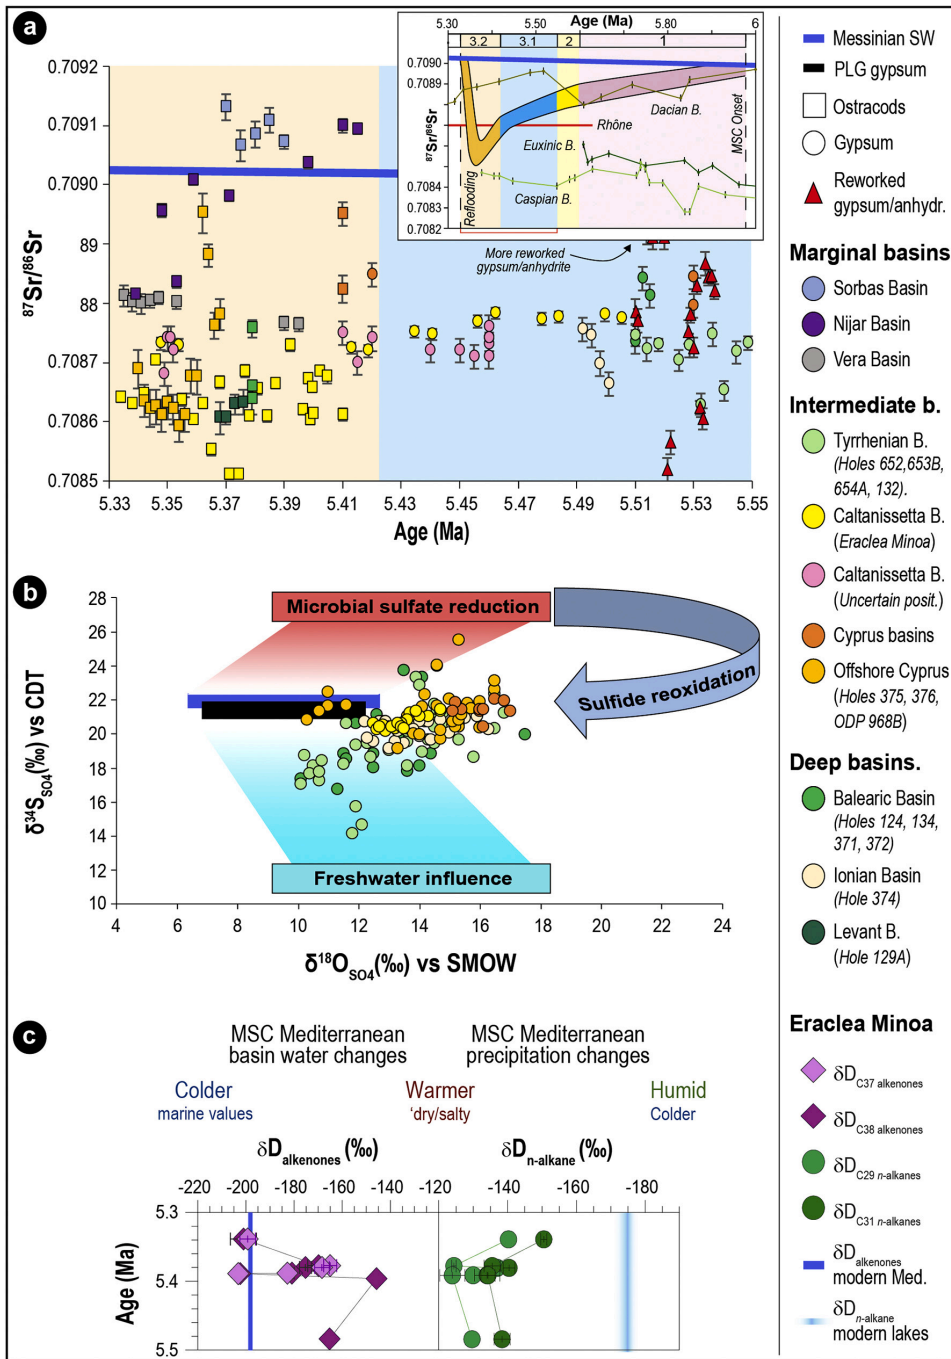 a
0.7092
0.7091
0.7090
89
88
0.7087
0.7086
0.7085
87Sr/86Sr
5.33
5.35
5.37
5.39
5.41
5.43
5.45
5.47
5.49
5.51
5.53
5.55
Age (Ma)
Age (Ma)
5.30
5.50
5.80
6
3.2
3.1
2
1
0.7090
0.7089
0.7084
0.7083
0.7082
87Sr/86Sr
Dacian B.
Rhône
Euxinic B.
Caspian B.
Reflooding
MSC Onset
More reworked
gypsum/anhydrite
b
28
26
24
22
20
18
16
14
12
10
δ34SSO4(‰) vs CDT
4
6
8
10
12
14
16
18
20
22
24
δ18OSO4(‰) vs SMOW
Microbial sulfate reduction
Sulfide reoxidation
Freshwater influence
c
MSC Mediterranean
basin water changes
MSC Mediterranean
precipitation changes
Colder
marine values
Warmer
'dry/salty
Humid
Colder
δDalkenones (‰)
δDn-alkane (‰)
-220
-200
-180
-160
-140
-120
-140
-160
-180
5.3
5.4
5.5
Age (Ma)
Messinian SW
PLG gypsum
Ostracods
Gypsum
Reworked
gypsum/anhydr.
Marginal basins
Sorbas Basin
Nijar Basin
Vera Basin
Intermediate b.
Tyrrhenian B.
(Holes 652,653B,
654A, 132).
Caltanissetta B.
(Eraclea Minoa)
Caltanissetta B.
(Uncertain posit.)
Cyprus basins
Offshore Cyprus
(Holes 375, 376,
ODP 968B)
Deep basins.
Balearic Basin
(Holes 124, 134,
371, 372)
Ionian Basin
(Hole 374)
Levant B.
(Hole 129A)
Eraclea Minoa
δDC37 alkenones
δDC38 alkenones
δDC29 n-alkanes
δDC31 n-alkanes
δDalkenones
modern Med.
δDn-alkane
modern lakes